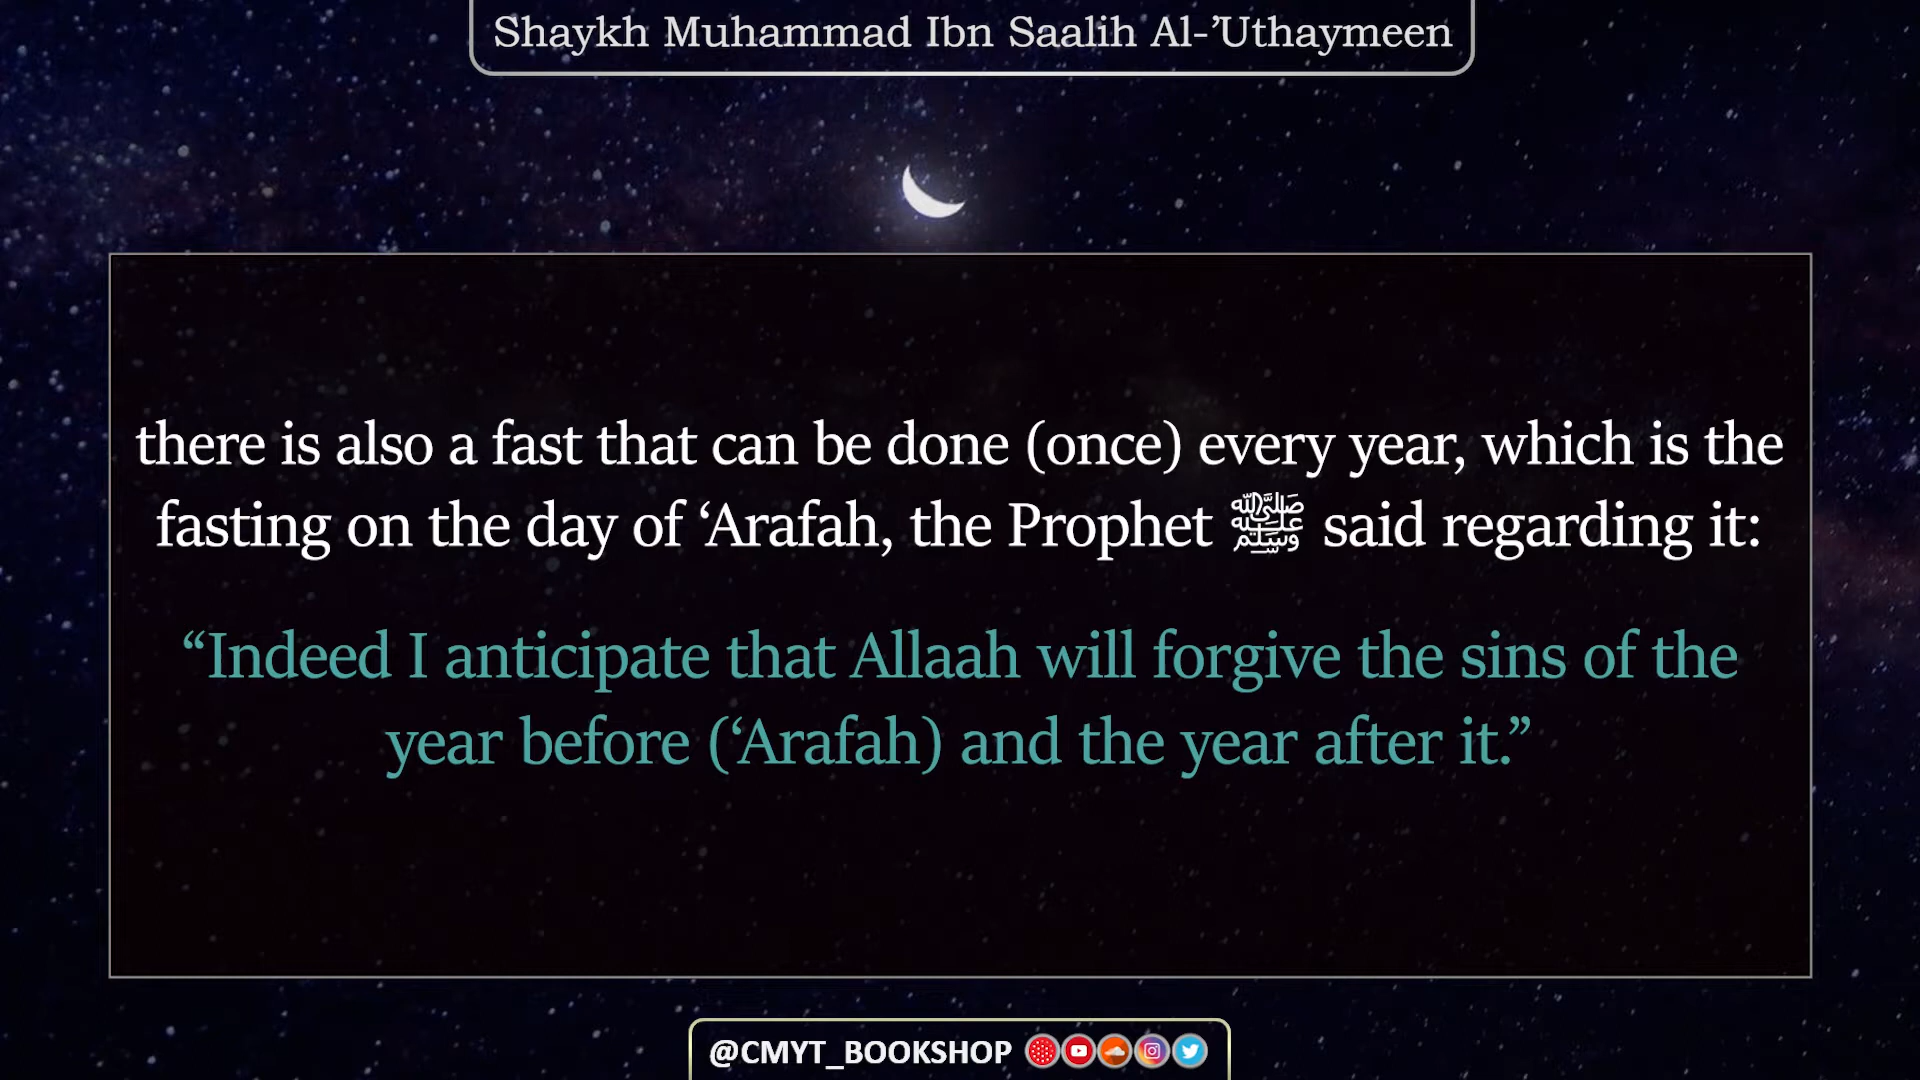 Shaykh Muhammad Ibn Saalih Al-’Uthaymeen
there is also a fast that can be done (once) every year, which is the
fasting on the day of ‘Arafah, the Prophet ﷺ said regarding it:
“Indeed I anticipate that Allaah will forgive the sins of the
year before (‘Arafah) and the year after it.”
@CMYT_BOOKSHOP